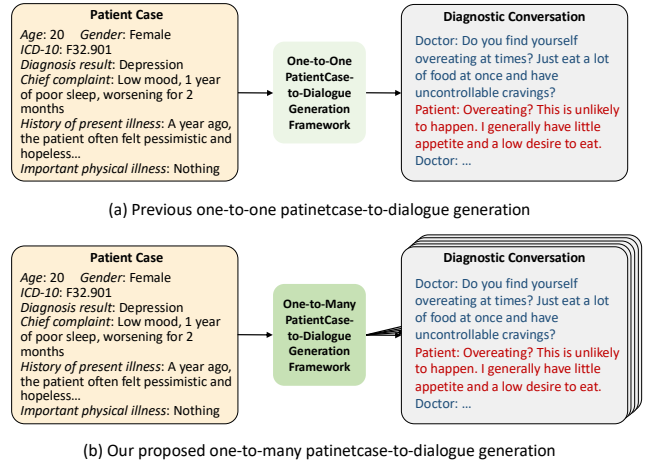 Patient Case
Age: 20 Gender: Female
ICD-10: F32.901
Diagnosis result: Depression
Chief complaint: Low mood, 1 year
of poor sleep, worsening for 2
months
History of present illness: A year ago,
the patient often felt pessimistic and
hopeless…
Important physical illness: Nothing
One-to-One
PatientCase-
to-Dialogue
Generation
Framework
Diagnostic Conversation
Doctor: Do you find yourself
overeating at times? Just eat a lot
of food at once and have
uncontrollable cravings?
Patient: Overeating? This is unlikely
to happen. I generally have little
appetite and a low desire to eat.
Doctor: …
(a) Previous one-to-one patinetcase-to-dialogue generation
Patient Case
Age: 20 Gender: Female
ICD-10: F32.901
Diagnosis result: Depression
Chief complaint: Low mood, 1 year
of poor sleep, worsening for 2
months
History of present illness: A year ago,
the patient often felt pessimistic and
hopeless…
Important physical illness: Nothing
One-to-Many
PatientCase-
to-Dialogue
Generation
Framework
Diagnostic Conversation
Doctor: Do you find yourself
overeating at times? Just eat a lot
of food at once and have
uncontrollable cravings?
Patient: Overeating? This is unlikely
to happen. I generally have little
appetite and a low desire to eat.
Doctor: …
(b) Our proposed one-to-many patinetcase-to-dialogue generation